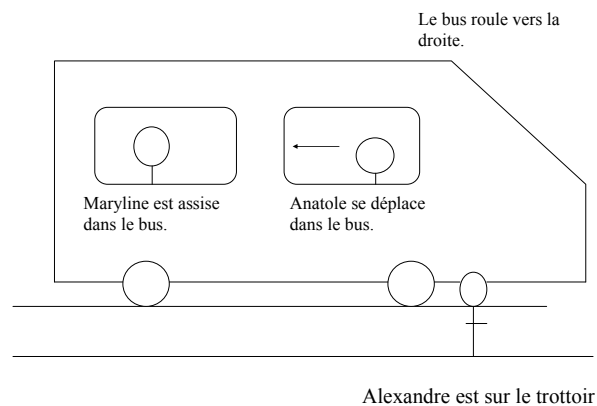 Le bus roule vers la
droite.
Maryline est assise
dans le bus.
Anatole se déplace
dans le bus.
Alexandre est sur le trottoir